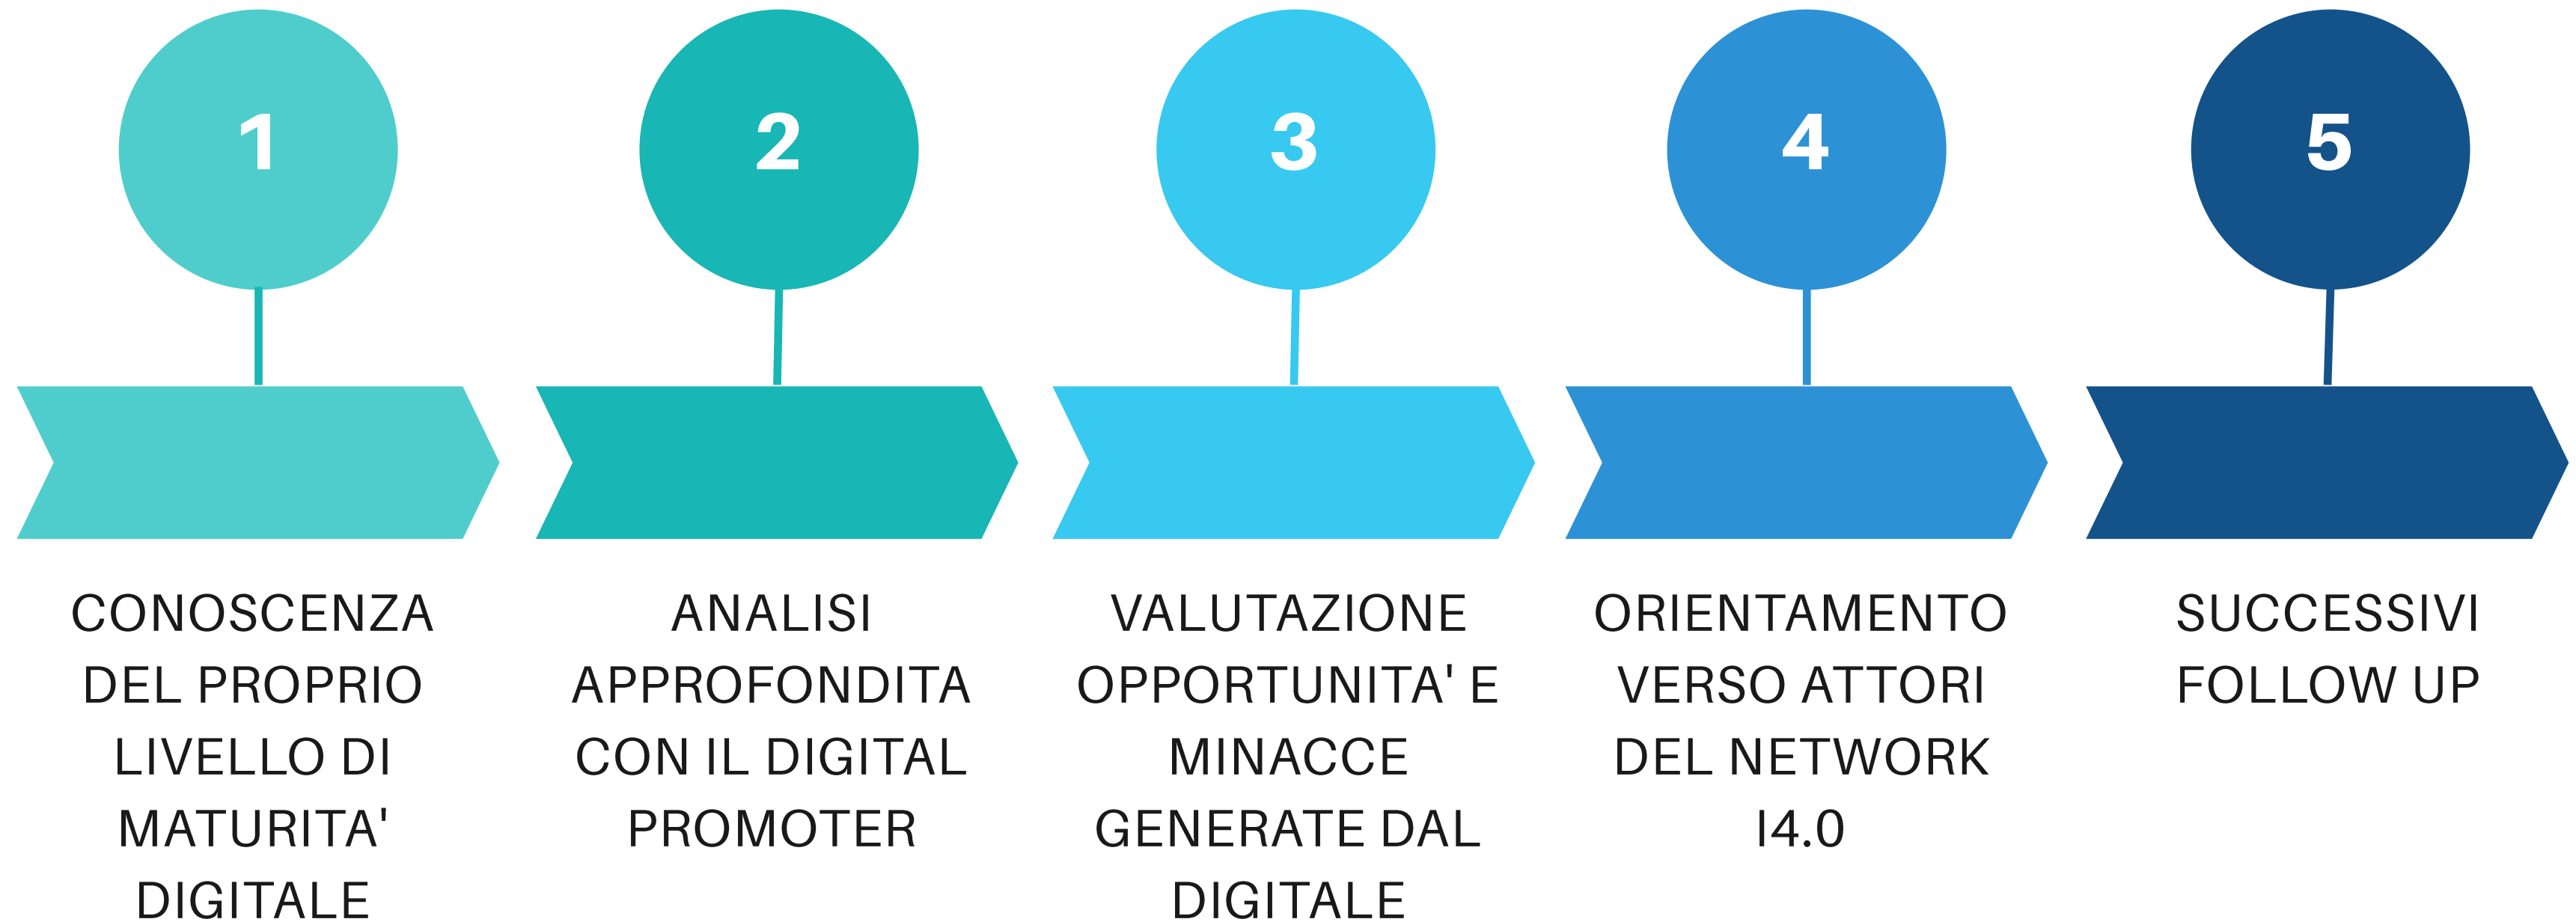 1
2
3
4
5
CONOSCENZA
DEL PROPRIO
LIVELLO DI
MATURITA'
DIGITALE
ANALISI
APPROFONDITA
CON IL DIGITAL
PROMOTER
VALUTAZIONE
OPPORTUNITA' E
MINACCE
GENERATE DAL
DIGITALE
ORIENTAMENTO
VERSO ATTORI
DEL NETWORK
I4.0
SUCCESSIVI
FOLLOW UP